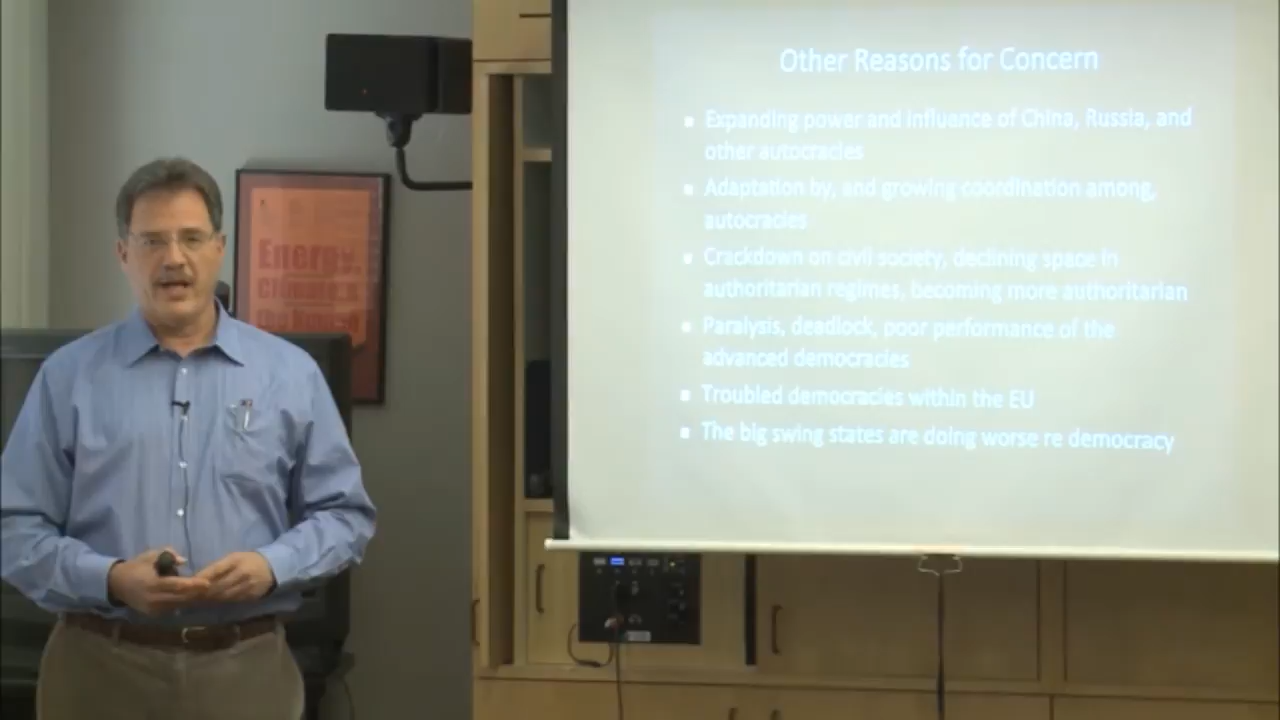 Other Reasons for Concern
Expanding power and influence of China, Russia, and
other autocracies
Adaptation by, and growing coordination among,
autocracies
Crackdown on civil society, declining space in
authoritarian regimes, becoming more authoritarian
Paralysis, deadlock, poor performance of the
advanced democracies
Troubled democracies within the EU
The big swing states are doing worse re democracy
Energy
Climate